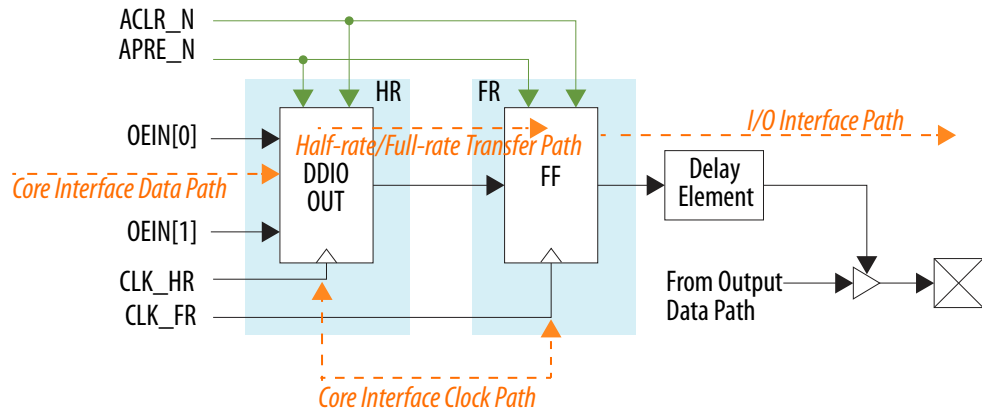 ACLR_N
APRE_N
HR
FR
OEIN[0]
I/O Interface Path
Half-rate/Full-rate Transfer Path
Core Interface Data Path
DDIO
OUT
FF
Delay
Element
OEIN[1]
CLK_HR
CLK_FR
From Output
Data Path
Core Interface Clock Path